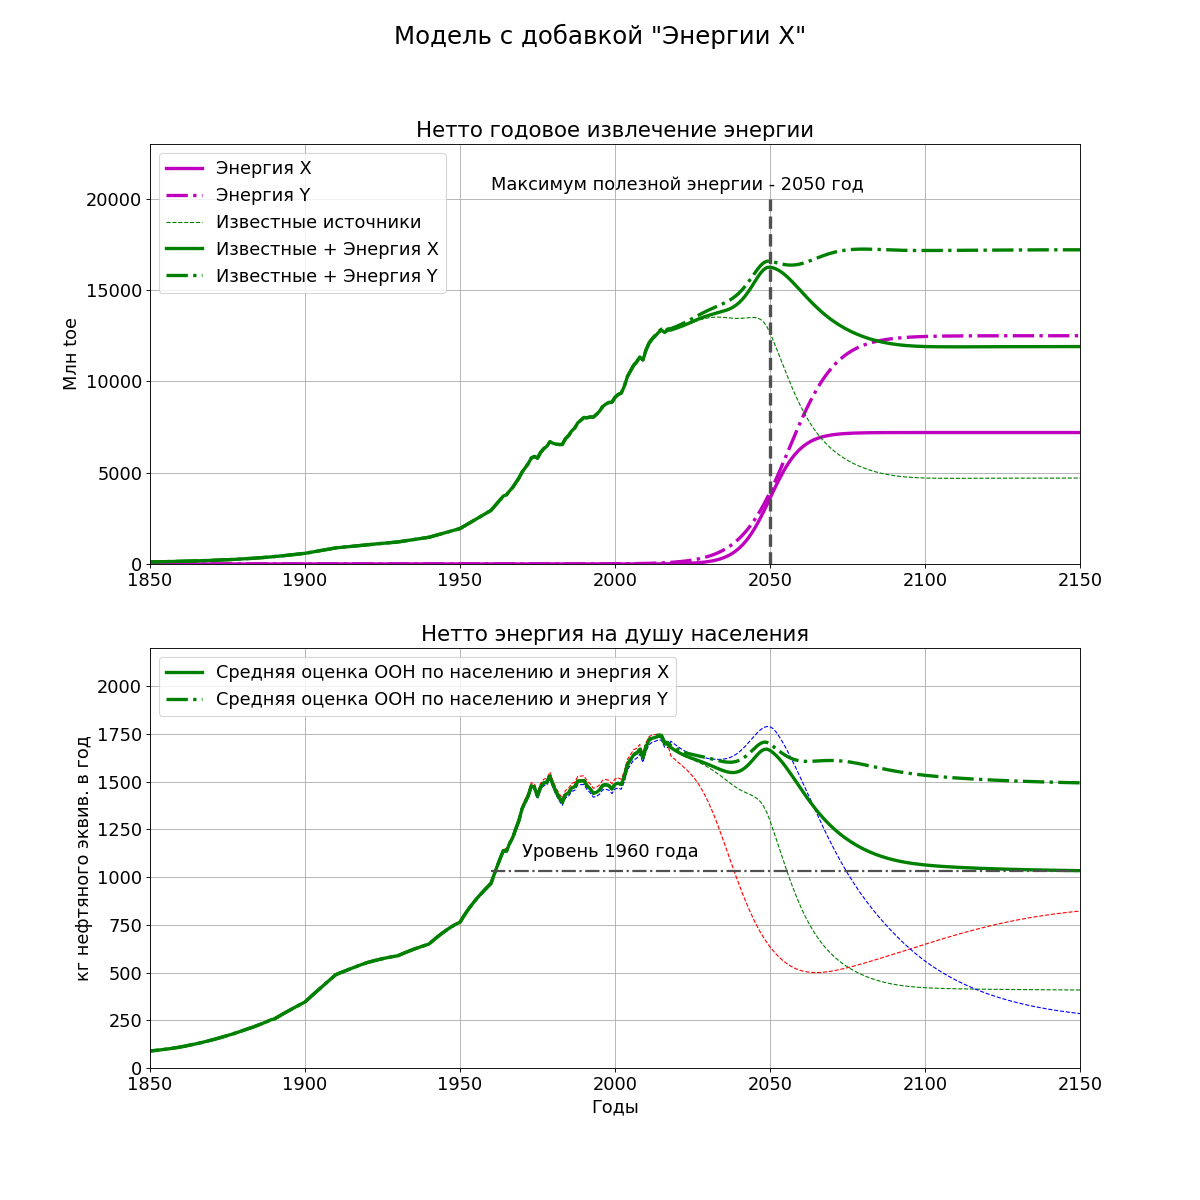 Модель с добавкой "Энергии X"
Нетто годовое извлечение энергии
Энергия X
Энергия Y
Известные источники
Известные + Энергия X
Известные + Энергия Y
Максимум полезной энергии - 2050 год
Млн toe
20000
15000
10000
5000
0
1850 1900 1950 2000 2050 2100 2150
Нетто энергия на душу населения
Средняя оценка ООН по населению и энергия X
Средняя оценка ООН по населению и энергия Y
Уровень 1960 года
кг нефтяного эквив. в год
2000
1750
1500
1250
1000
750
500
250
0
1850 1900 1950 2000 2050 2100 2150
Годы